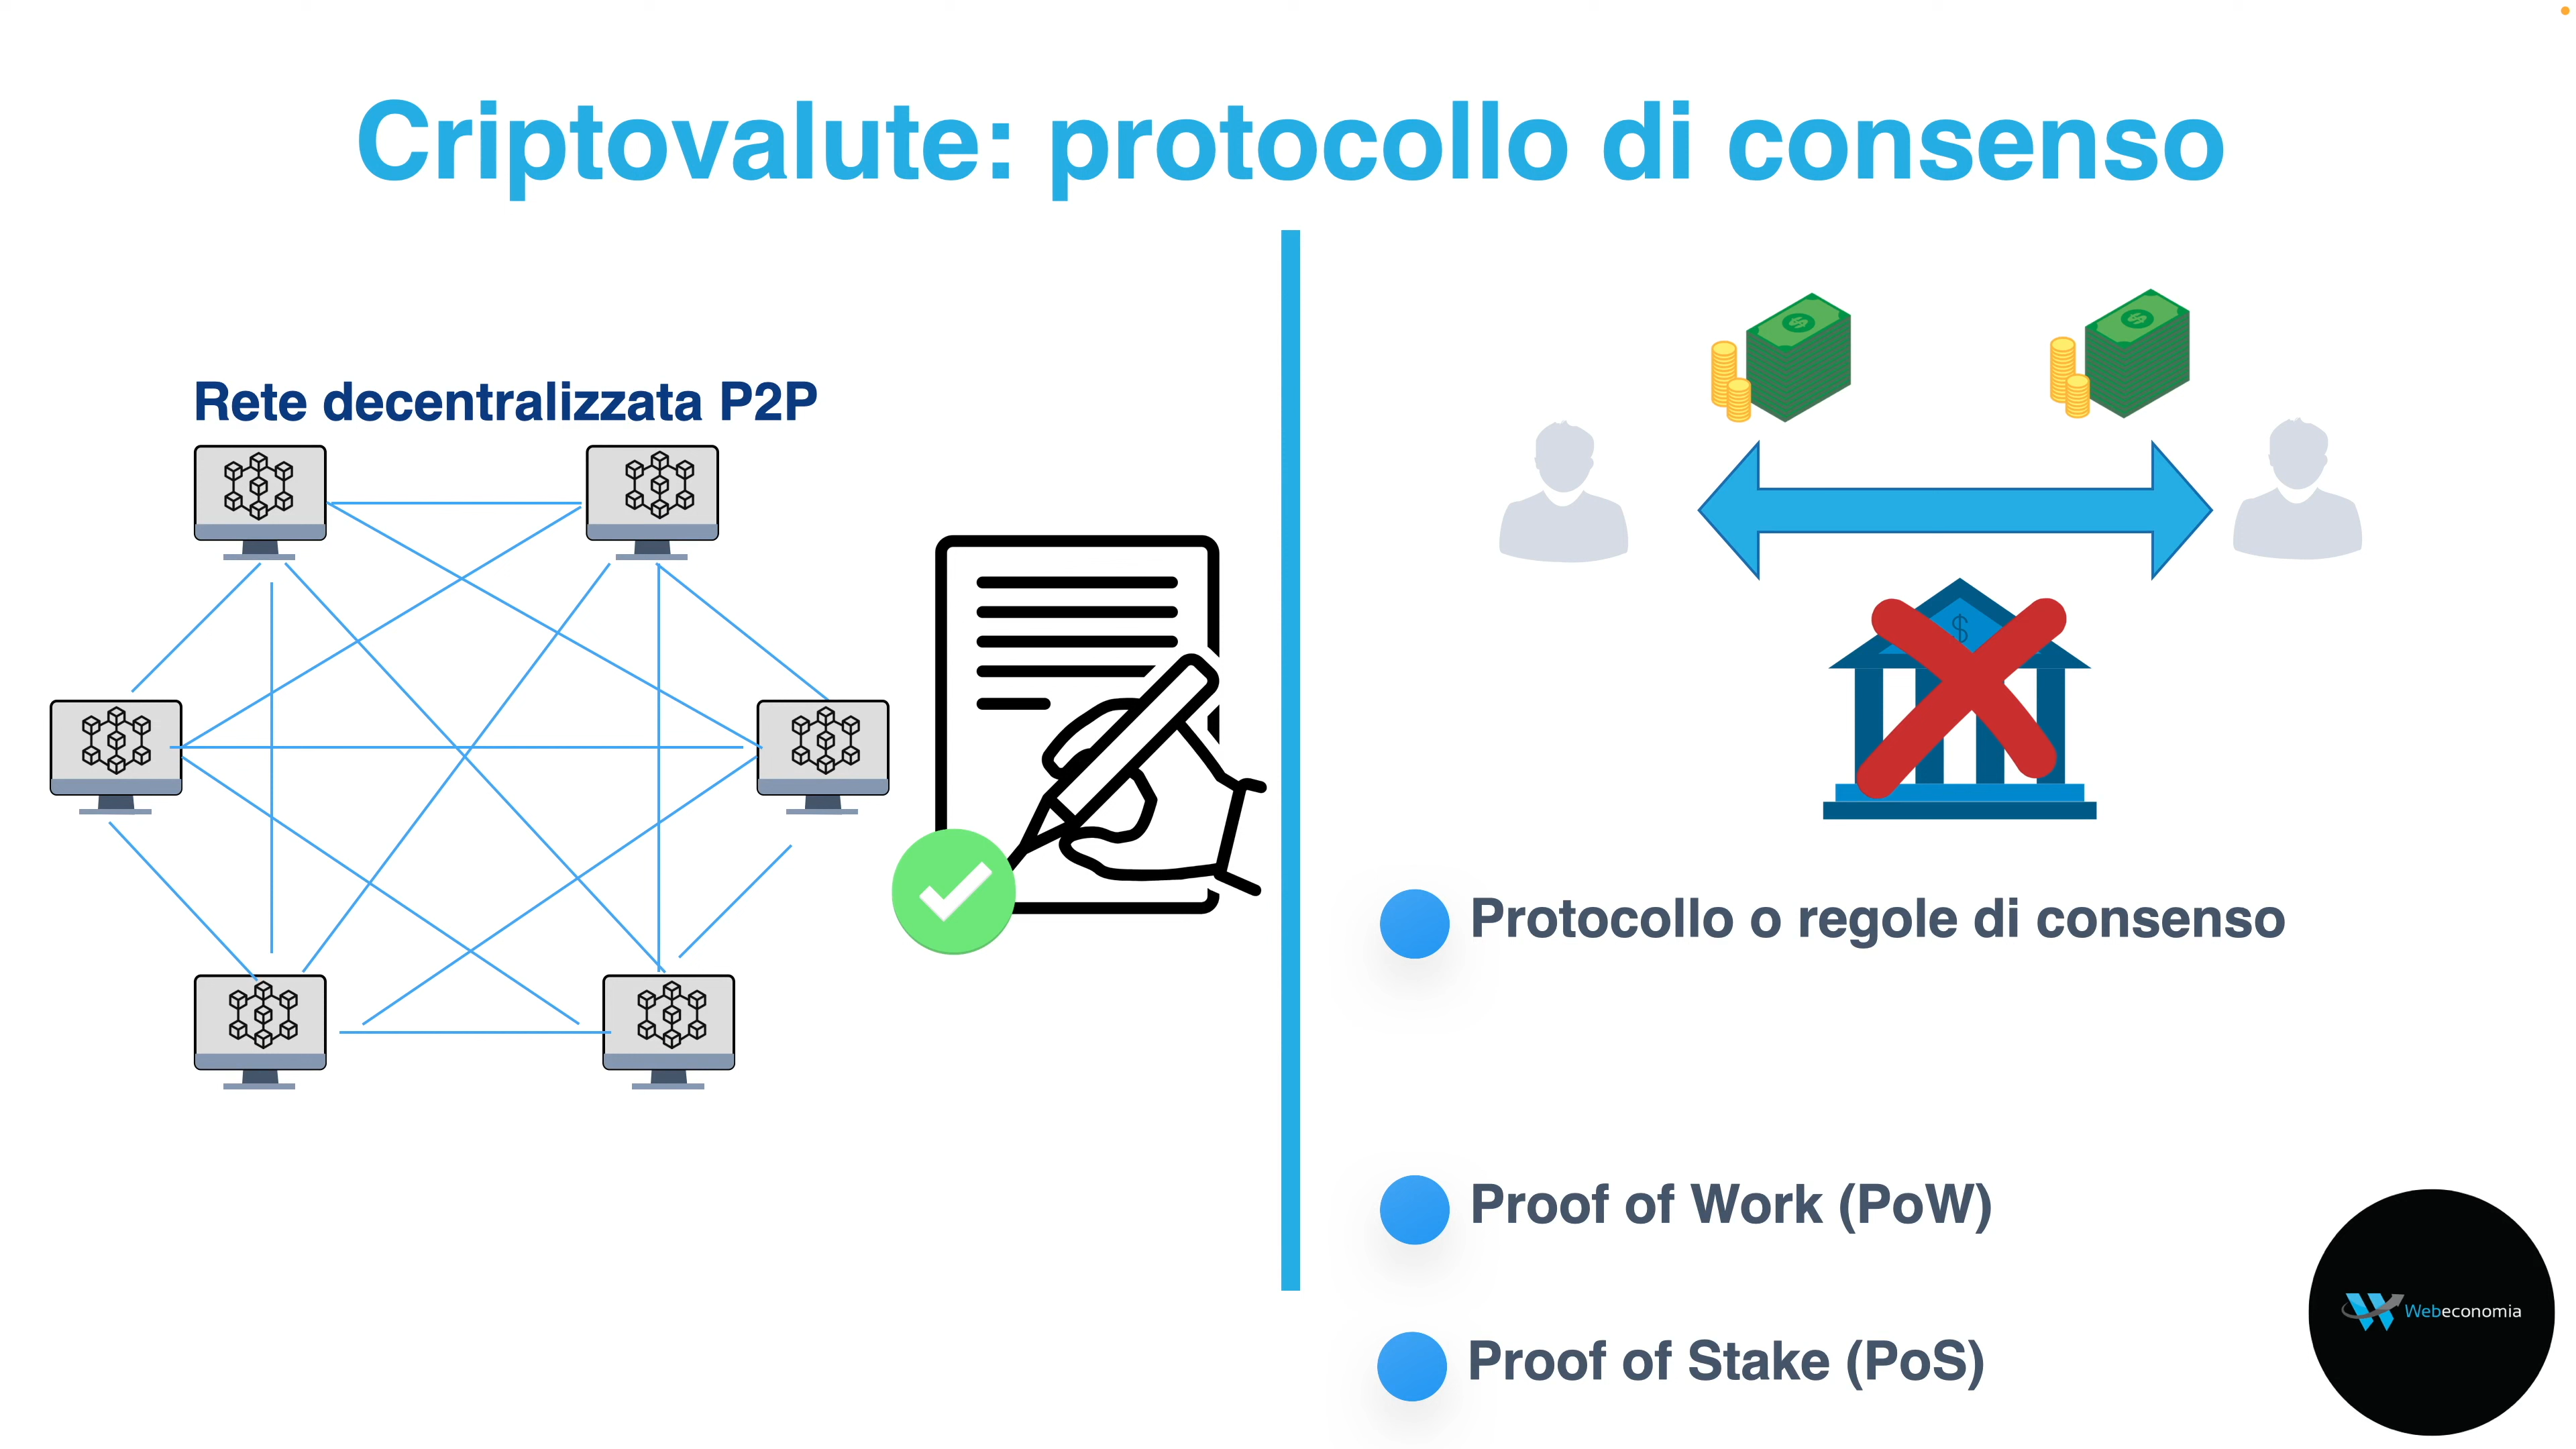 Criptovalute: protocollo di consenso
Rete decentralizzata P2P
$
$
$
Protocollo o regole di consenso
Proof of Work (PoW)
Proof of Stake (PoS)
Webeconomia